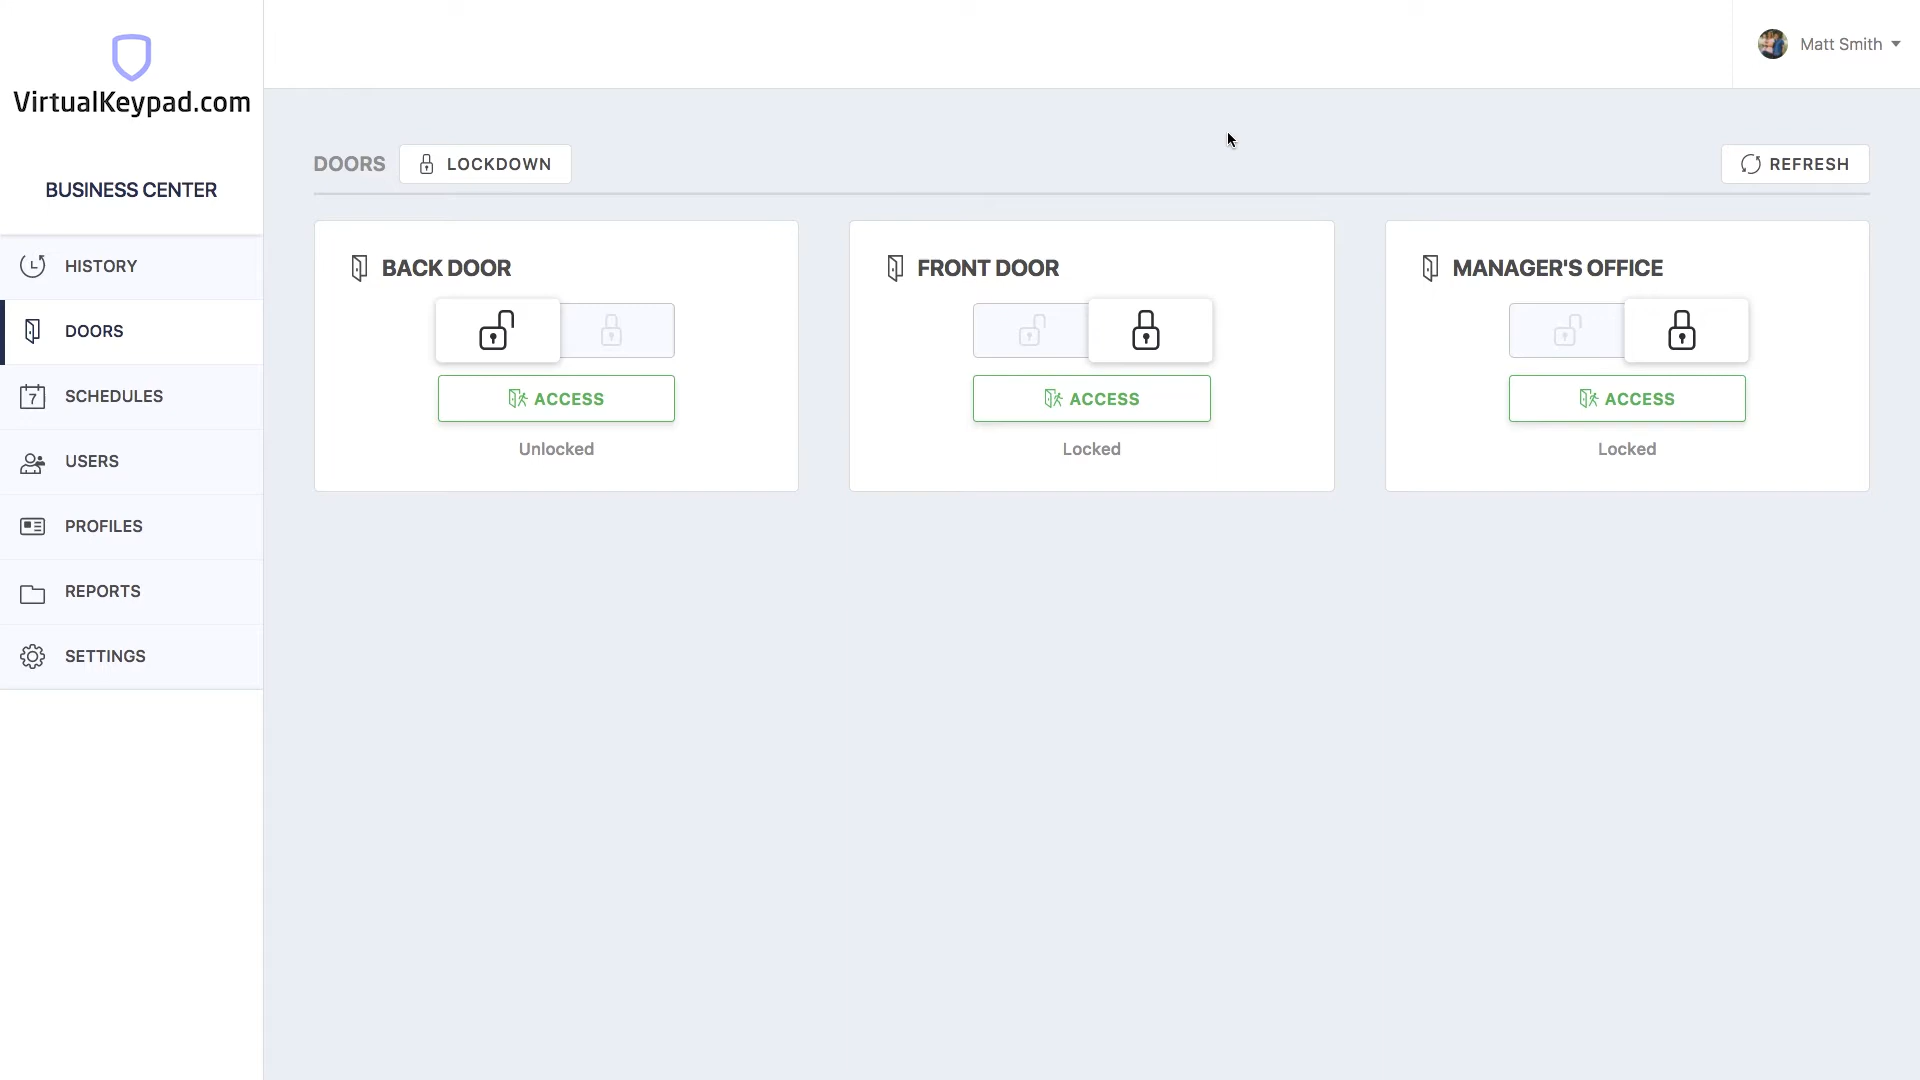 VirtualKeypad.com
BUSINESS CENTER
HISTORY
DOORS
SCHEDULES
7
USERS
PROFILES
REPORTS
SETTINGS
Matt Smith
DOORS
LOCKDOWN
REFRESH
BACK DOOR
ACCESS
Unlocked
FRONT DOOR
ACCESS
Locked
MANAGER'S OFFICE
ACCESS
Locked